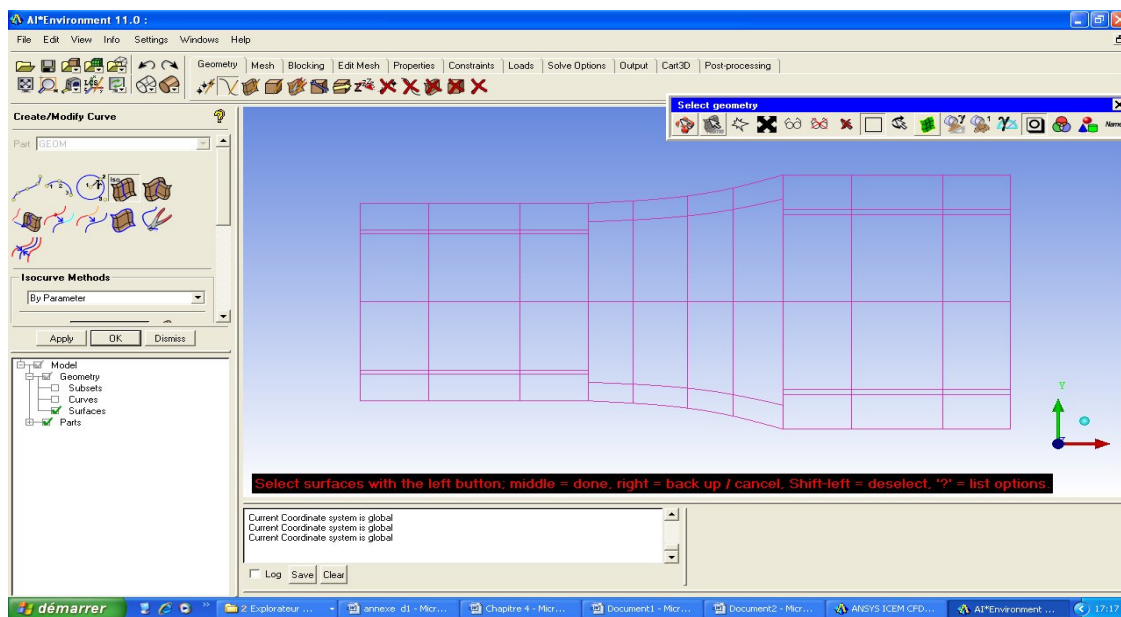 AI*Environment 11.0 :
File Edit View Info Settings Windows Help
Geometry Mesh Blocking Edit Mesh Properties Constraints Loads Solve Options Output Cart3D Post-processing
Select geometry
Name
Create/Modify Curve
Part GEOM
Isocurve Methods
By Parameter
Apply OK Dismiss
Model
Geometry
Subsets
Curves
Surfaces
Parts
Y
Select surfaces with the left button; middle = done, right = back up / cancel, Shift-left = deselect, '?' = list options.
Current Coordinate system is global
Current Coordinate system is global
Current Coordinate system is global
Log Save Clear
démarrer 2 Explorateur ... annexe d1 - Micr... Chapitre 4 - Micr... Document1 - Micr... Document2 - Micr... ANSYS ICEM CFD... AI*Environment ... 17:17